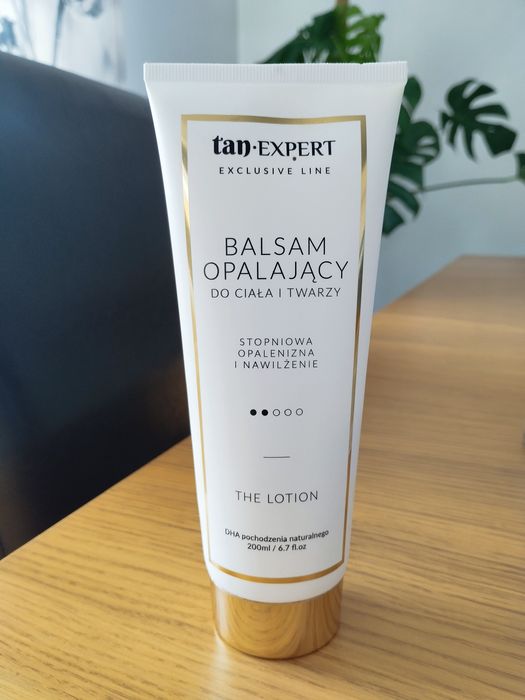 tan·EXPERT
EXCLUSIVE LINE
BALSAM
OPALAJĄCY
DO CIAŁA I TWARZY
STOPNIOWA
OPALENIZNA
I NAWILŻENIE
THE LOTION
DHA pochodzenia naturalnego
200ml / 6.7 fl.oz